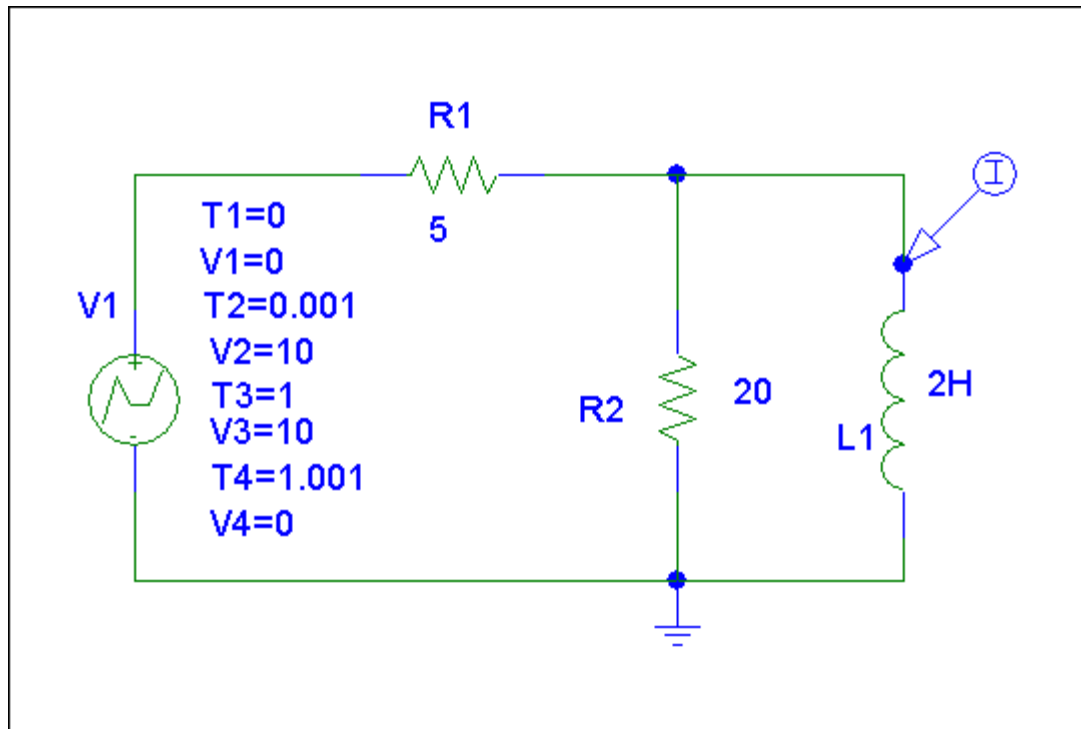 R1
5
T1=0
V1=0
T2=0.001
V2=10
T3=1
V3=10
T4=1.001
V4=0
V1
+
-
R2
20
2H
L1
I